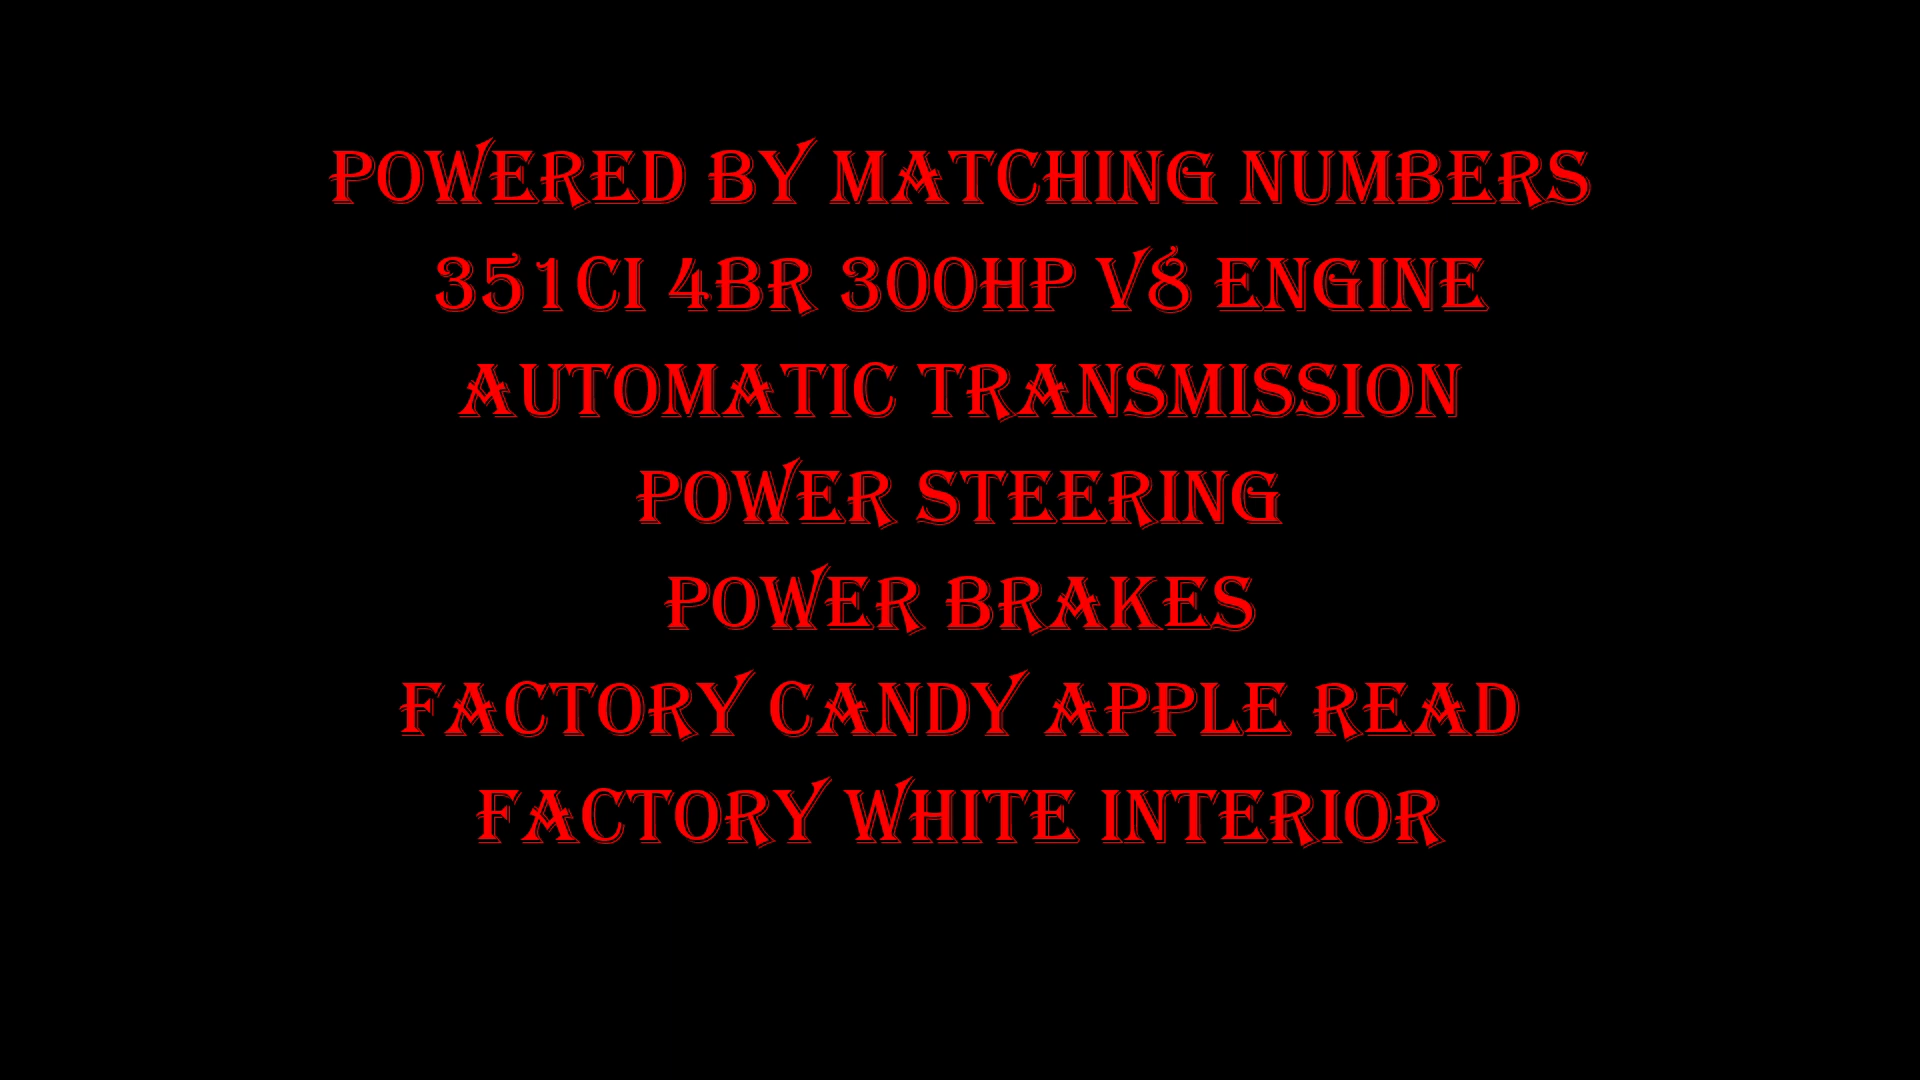 POWERED BY MATCHING NUMBERS
351CI 4BR 300HP V8 ENGINE
AUTOMATIC TRANSMISSION
POWER STEERING
POWER BRAKES
FACTORY CANDY APPLE READ
FACTORY WHITE INTERIOR